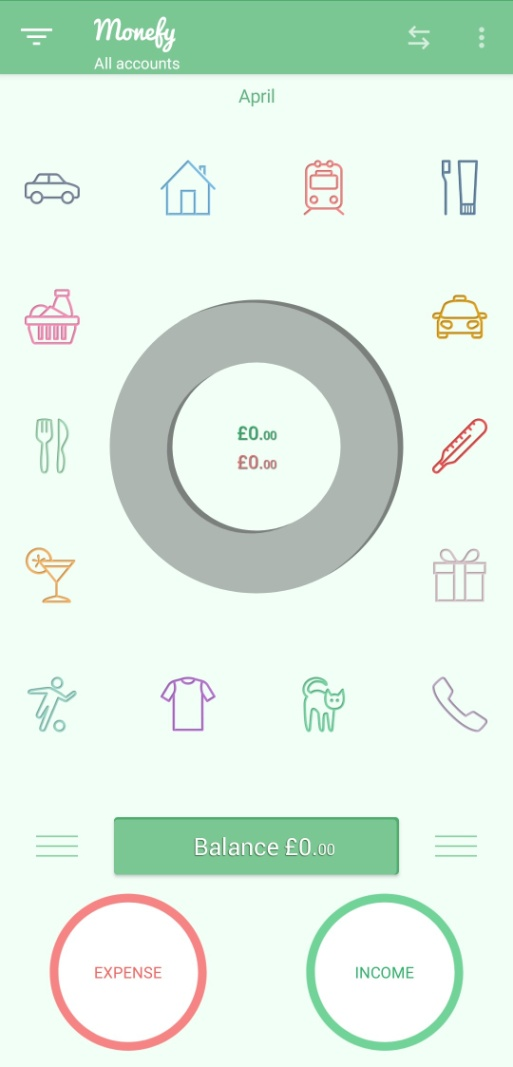 Monefy
All accounts
April
£0.00
£0.00
Balance £0.00
EXPENSE
INCOME